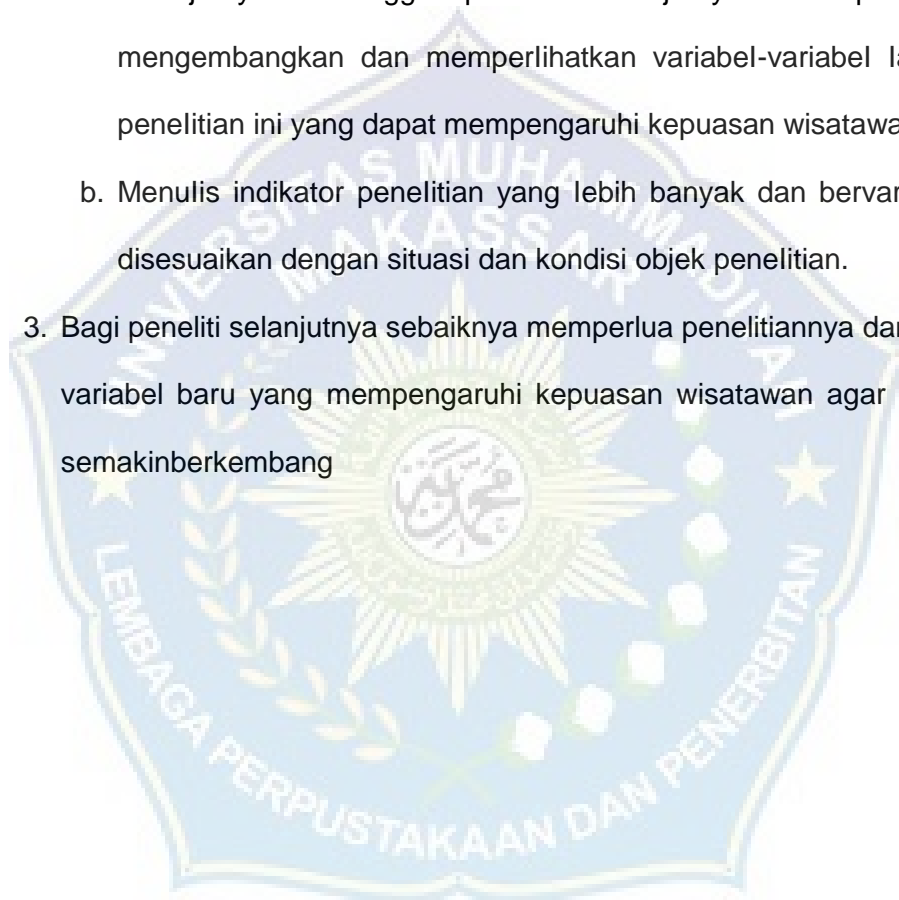 mengembangkan dan memperlihatkan variabel-variabel
penelitian ini yang dapat mempengaruhi kepuasan
b. Menulis indikator penelitian yang lebih banyak dan
disesuaikan dengan situasi dan kondisi objek penelitian.
3. Bagi peneliti selanjutnya sebaiknya memperlua penelitiannya
variabel baru yang mempengaruhi kepuasan wisatawan agar
semakinberkembang
UNIVERSITAS MUHAMMADIYAH
MAKASSAR
LEMBAGA PERPUSTAKAAN DAN PENERBITAN